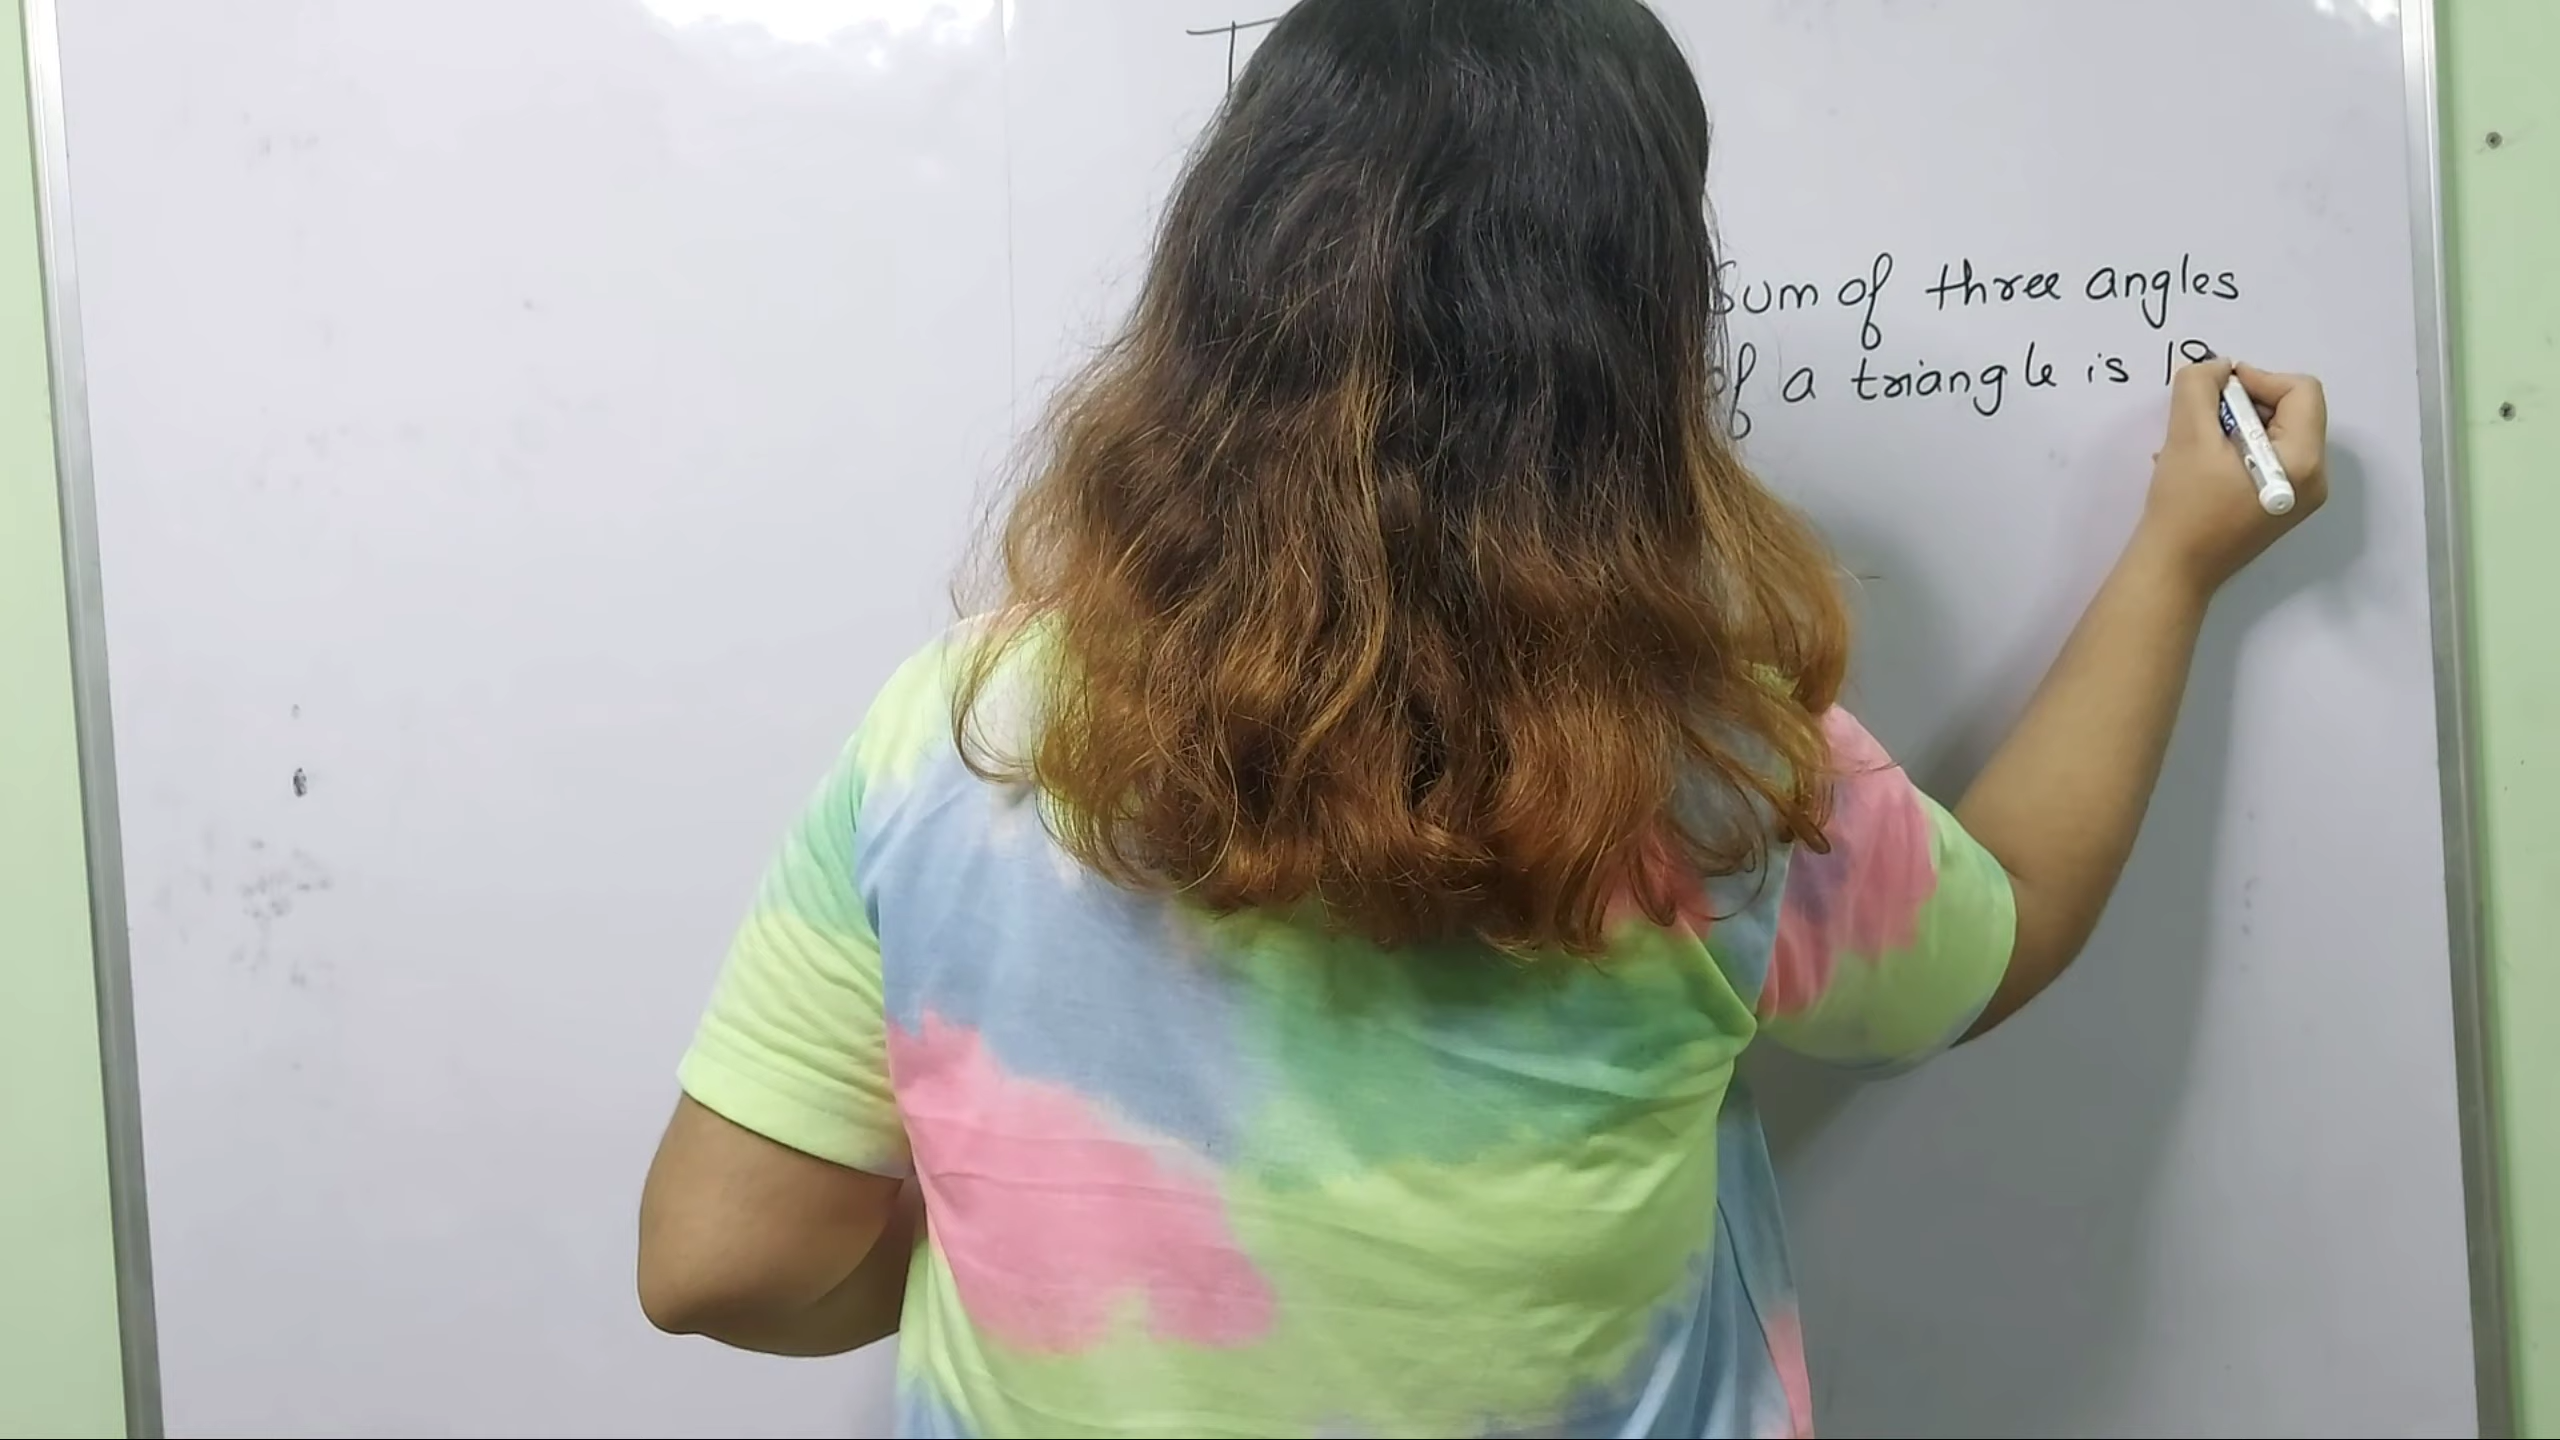 T
Sum of three angles
of a triangle is 18